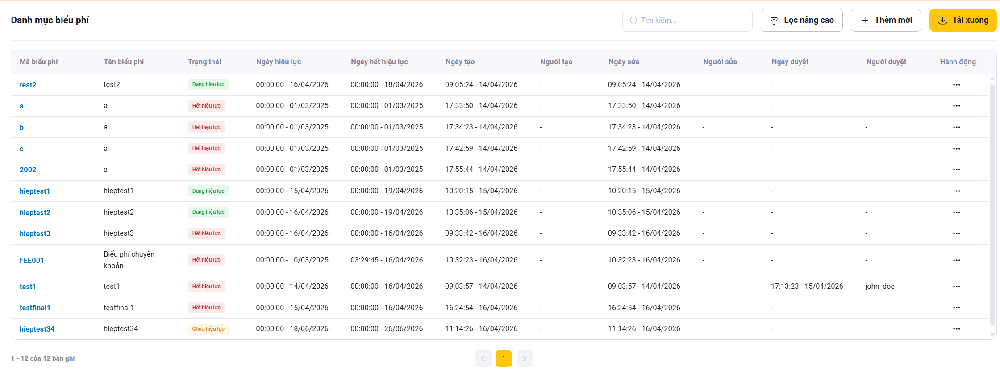 Danh mục biểu phí
Tìm kiếm...
Lọc nâng cao
Thêm mới
Tải xuống
Mã biểu phí Tên biểu phí Trạng thái Ngày hiệu lực Ngày hết hiệu lực Ngày tạo Người tạo Ngày sửa Người sửa Ngày duyệt Người duyệt Hành động
test2 test2 Đang hiệu lực 00:00:00 - 16/04/2026 00:00:00 - 18/04/2026 09:05:24 - 14/04/2026 - 09:05:24 - 14/04/2026 - - - •••
a a Hết hiệu lực 00:00:00 - 01/03/2025 00:00:00 - 01/03/2025 17:33:50 - 14/04/2026 - 17:33:50 - 14/04/2026 - - - •••
b a Hết hiệu lực 00:00:00 - 01/03/2025 00:00:00 - 01/03/2025 17:34:23 - 14/04/2026 - 17:34:23 - 14/04/2026 - - - •••
c a Hết hiệu lực 00:00:00 - 01/03/2025 00:00:00 - 01/03/2025 17:42:59 - 14/04/2026 - 17:42:59 - 14/04/2026 - - - •••
2002 a Hết hiệu lực 00:00:00 - 01/03/2025 00:00:00 - 01/03/2025 17:55:44 - 14/04/2026 - 17:55:44 - 14/04/2026 - - - •••
hieptest1 hieptest1 Đang hiệu lực 00:00:00 - 15/04/2026 00:00:00 - 19/04/2026 10:20:15 - 15/04/2026 - 10:20:15 - 15/04/2026 - - - •••
hieptest2 hieptest2 Đang hiệu lực 00:00:00 - 16/04/2026 00:00:00 - 19/04/2026 10:35:06 - 15/04/2026 - 10:35:06 - 15/04/2026 - - - •••
hieptest3 hieptest3 Hết hiệu lực 00:00:00 - 16/04/2026 00:00:00 - 16/04/2026 09:33:42 - 16/04/2026 - 09:33:42 - 16/04/2026 - - - •••
FEE001 Biểu phí chuyển khoản Hết hiệu lực 00:00:00 - 10/03/2025 03:29:45 - 16/04/2026 10:32:23 - 16/04/2026 - 10:32:23 - 16/04/2026 - - - •••
test1 test1 Hết hiệu lực 00:00:00 - 14/04/2026 00:00:00 - 16/04/2026 09:03:57 - 14/04/2026 - 09:03:57 - 14/04/2026 - 17:13:23 - 15/04/2026 john_doe •••
testfinal1 testfinal1 Hết hiệu lực 00:00:00 - 15/04/2026 00:00:00 - 16/04/2026 16:24:54 - 16/04/2026 - 16:24:54 - 16/04/2026 - - - •••
hieptest34 hieptest34 Chưa hiệu lực 00:00:00 - 18/06/2026 00:00:00 - 26/06/2026 11:14:26 - 16/04/2026 - 11:14:26 - 16/04/2026 - - - •••
1 - 12 của 12 bản ghi
1